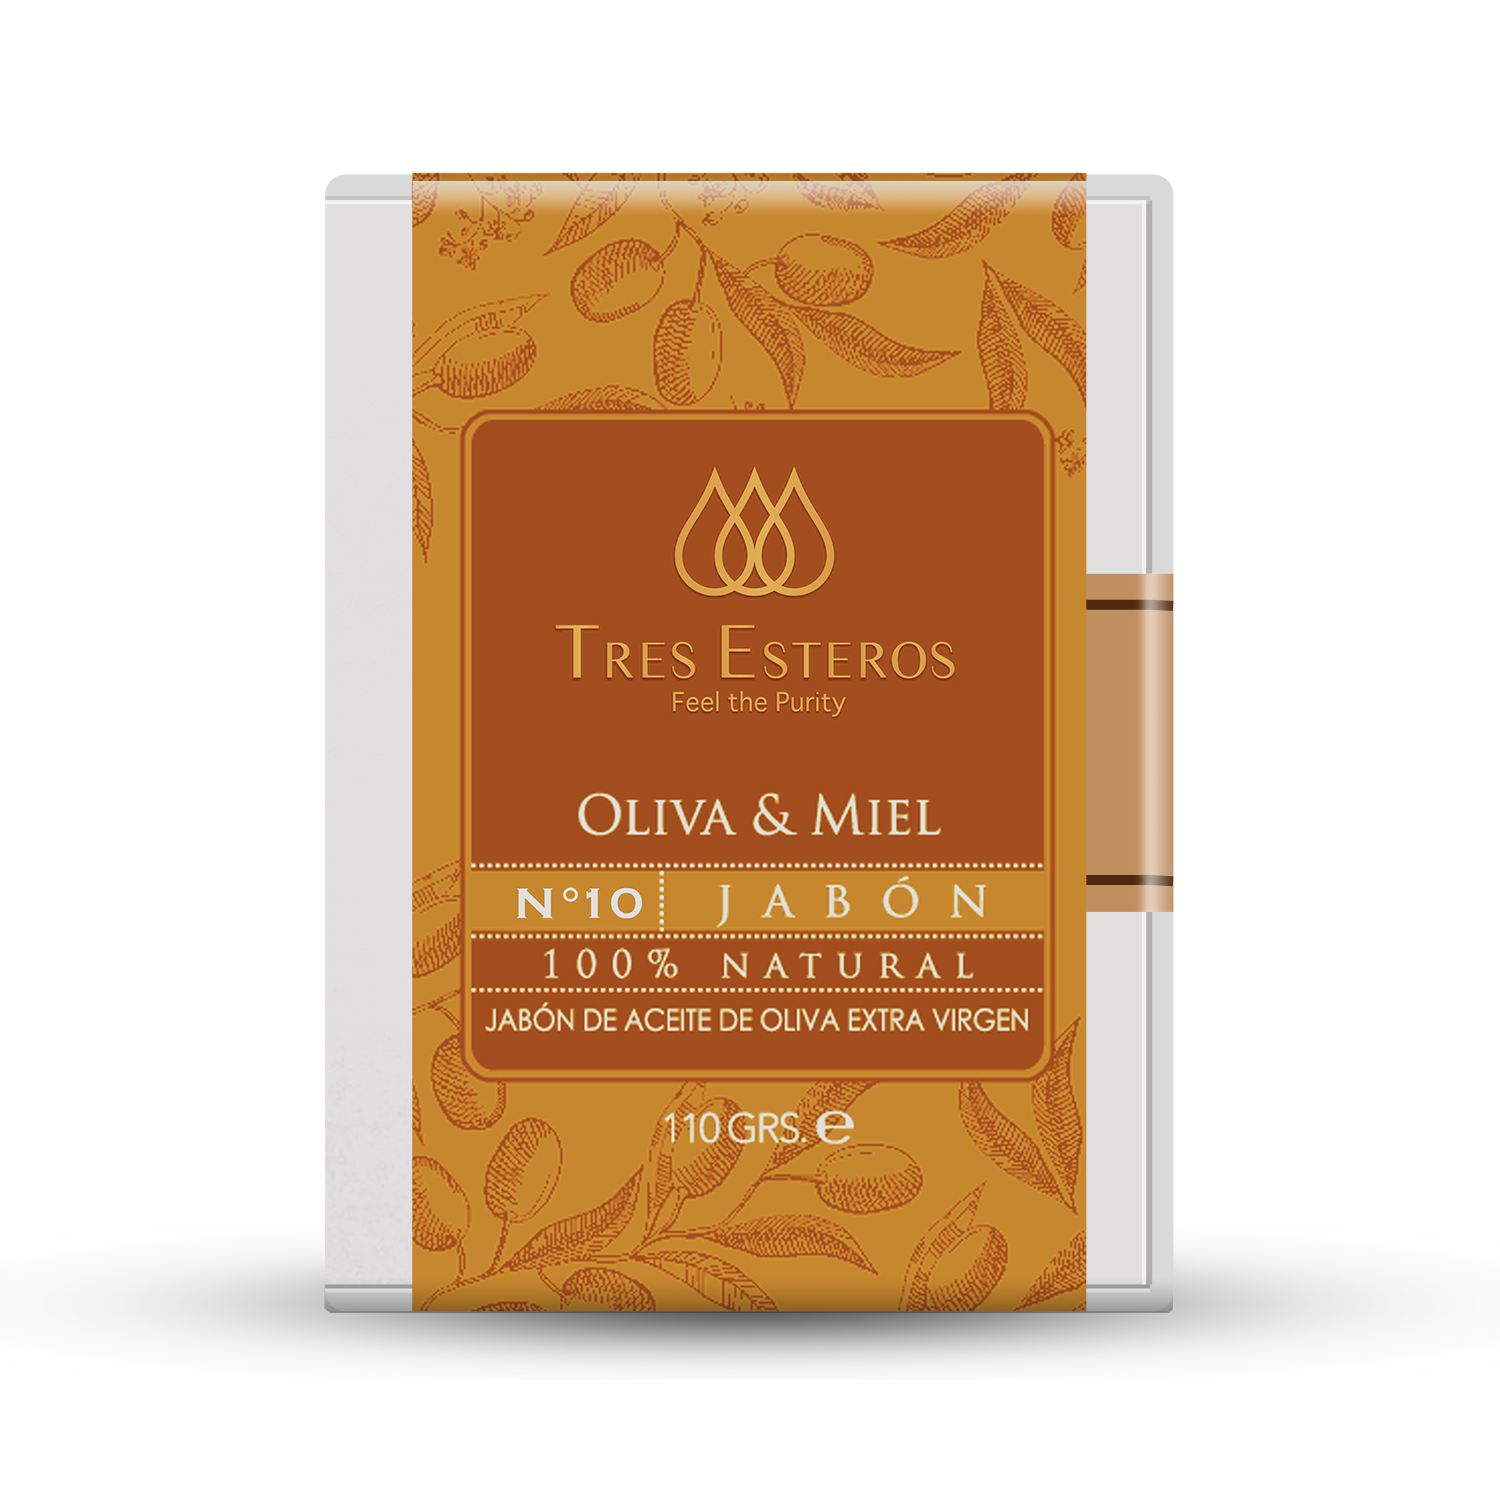 TRES ESTEROS
Feel the Purity
OLIVA & MIEL
N°10 JABÓN
100% NATURAL
JABÓN DE ACEITE DE OLIVA EXTRA VIRGEN
110 GRS. ℮